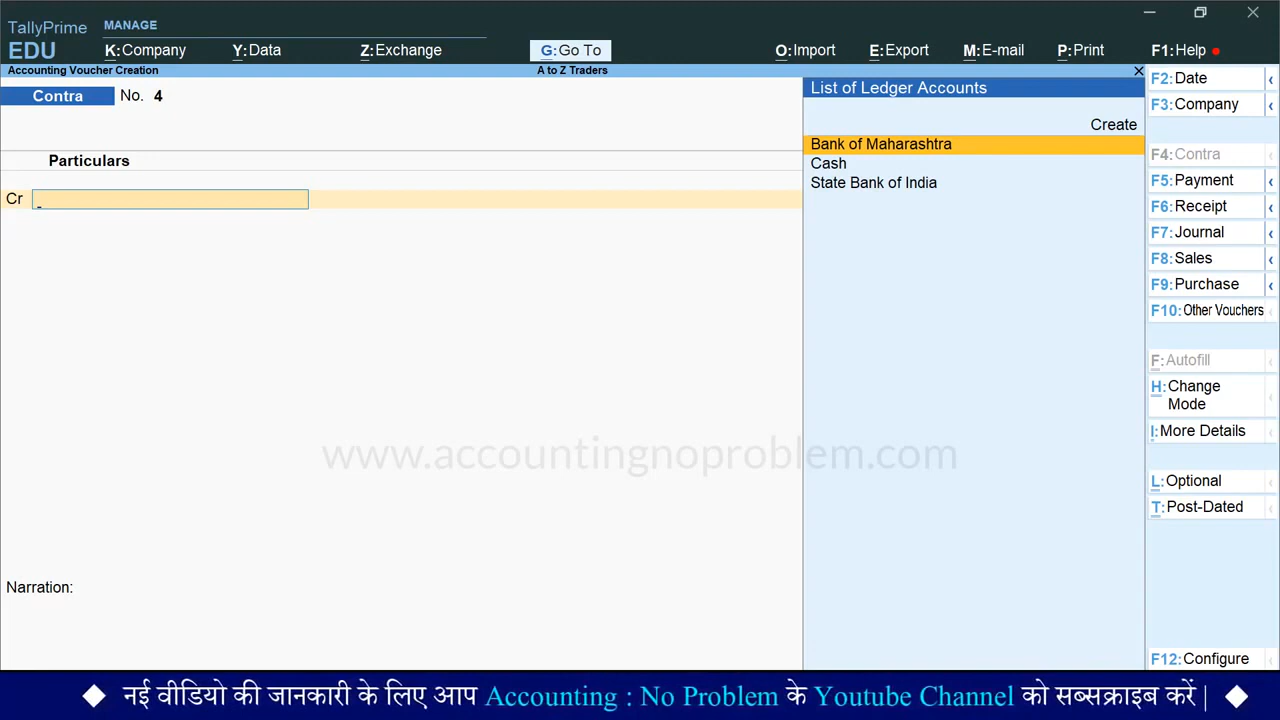 TallyPrime
EDU
MANAGE
K:Company Y:Data Z:Exchange G:Go To O:Import E:Export M:E-mail P:Print F1:Help
Accounting Voucher Creation A to Z Traders
Contra No. 4
Particulars
Cr
List of Ledger Accounts
Create
Bank of Maharashtra
Cash
State Bank of India
F2:Date
F3:Company
F4:Contra
F5:Payment
F6:Receipt
F7:Journal
F8:Sales
F9:Purchase
F10:Other Vouchers
F:Autofill
H:Change
Mode
I:More Details
L:Optional
T:Post-Dated
www.accountingnoproblem.com
Narration:
F12:Configure
नई वीडियो की जानकारी के लिए आप Accounting : No Problem के Youtube Channel को सब्सक्राइब करें |